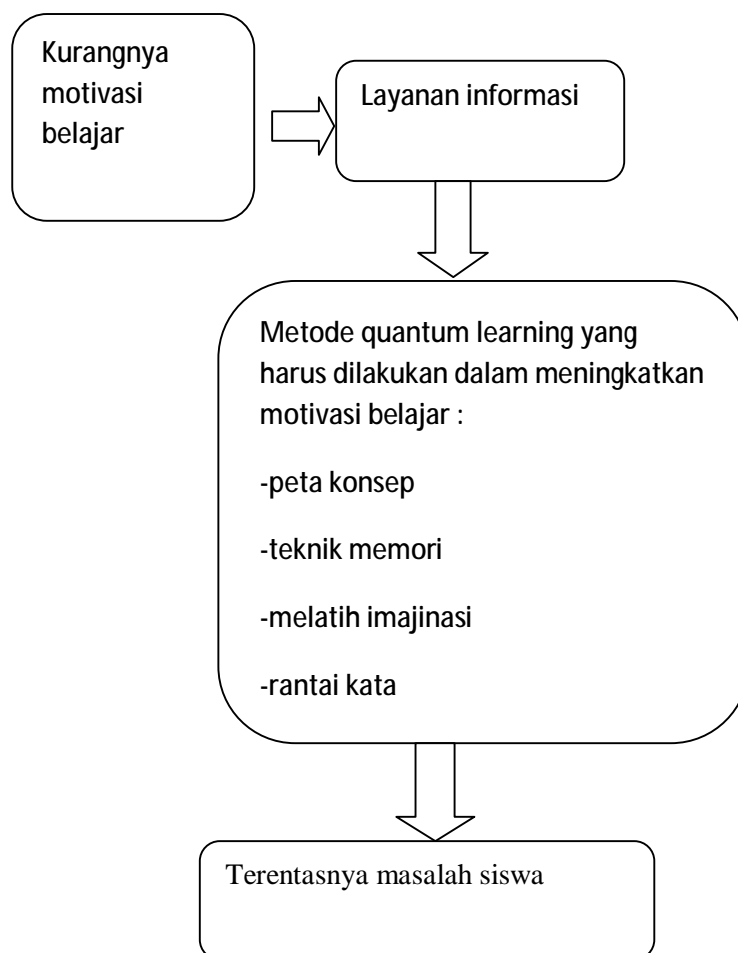 Kurangnya
motivasi
belajar
Layanan informasi
Metode quantum learning yang
harus dilakukan dalam meningkatkan
motivasi belajar :
-peta konsep
-teknik memori
-melatih imajinasi
-rantai kata
Terentasnya masalah siswa